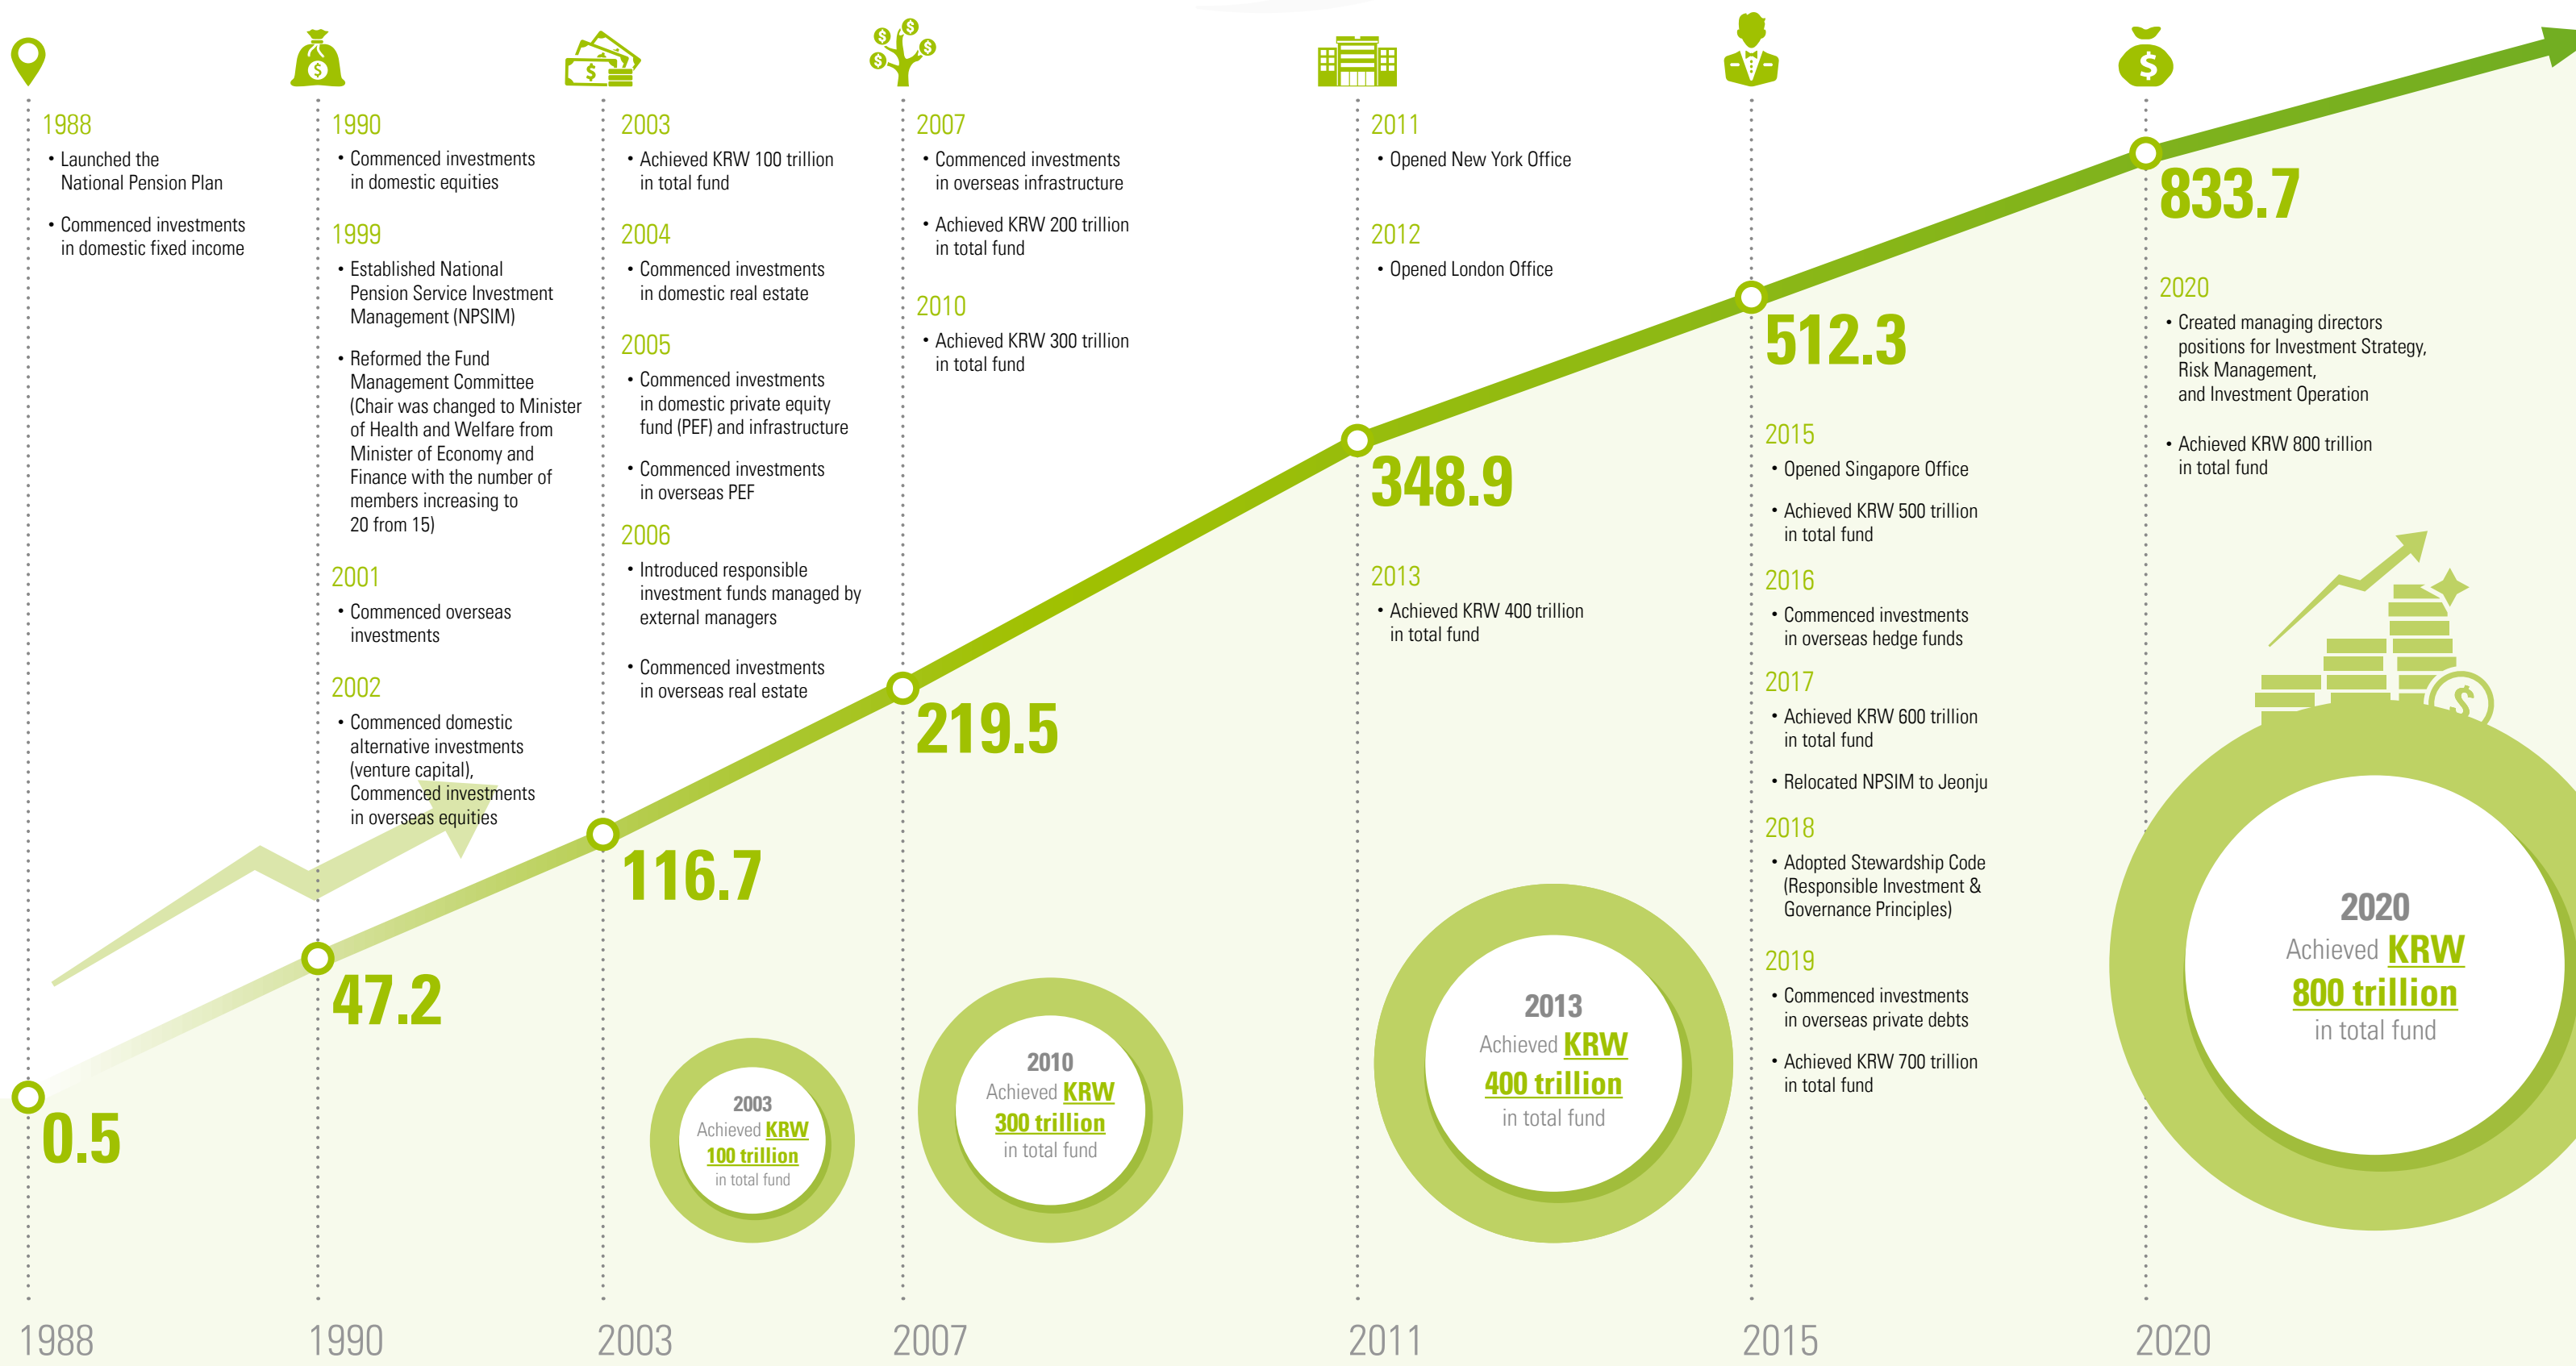 1988
• Launched the
National Pension Plan
• Commenced investments
in domestic fixed income
0.5
1990
• Commenced investments
in domestic equities
1999
• Established National
Pension Service Investment
Management (NPSIM)
• Reformed the Fund
Management Committee
(Chair was changed to Minister
of Health and Welfare from
Minister of Economy and
Finance with the number of
members increasing to
20 from 15)
2001
• Commenced overseas
investments
2002
• Commenced domestic
alternative investments
(venture capital),
Commenced investments
in overseas equities
47.2
2003
• Achieved KRW 100 trillion
in total fund
2004
• Commenced investments
in domestic real estate
2005
• Commenced investments
in domestic private equity
fund (PEF) and infrastructure
• Commenced investments
in overseas PEF
2006
• Introduced responsible
investment funds managed by
external managers
• Commenced investments
in overseas real estate
116.7
2003
Achieved KRW
100 trillion
in total fund
2007
• Commenced investments
in overseas infrastructure
• Achieved KRW 200 trillion
in total fund
2010
• Achieved KRW 300 trillion
in total fund
219.5
2010
Achieved KRW
300 trillion
in total fund
2011
• Opened New York Office
2012
• Opened London Office
348.9
2013
• Achieved KRW 400 trillion
in total fund
2013
Achieved KRW
400 trillion
in total fund
512.3
2015
• Opened Singapore Office
• Achieved KRW 500 trillion
in total fund
2016
• Commenced investments
in overseas hedge funds
2017
• Achieved KRW 600 trillion
in total fund
• Relocated NPSIM to Jeonju
2018
• Adopted Stewardship Code
(Responsible Investment &
Governance Principles)
2019
• Commenced investments
in overseas private debts
• Achieved KRW 700 trillion
in total fund
833.7
2020
• Created managing directors
positions for Investment Strategy,
Risk Management,
and Investment Operation
• Achieved KRW 800 trillion
in total fund
2020
Achieved KRW
800 trillion
in total fund
1988
1990
2003
2007
2011
2015
2020